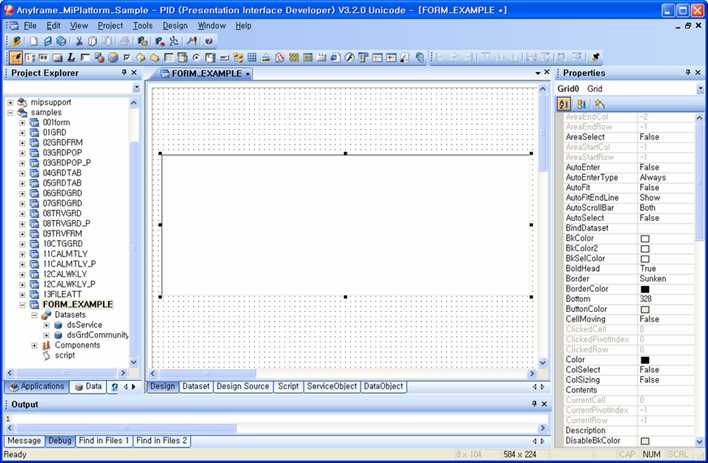 Anyframe_MiPlatform_Sample - PID (Presentation Interface Developer) V3.2.0 Unicode - [FORM_EXAMPLE •]
File Edit View Project Tools Design Window Help
Project Explorer
mipsupport
samples
001form
01GRD
02GRDFRM
03GRDPOP
03GRDPOP_P
04GRDTAB
05GRDTAB
06GRDGRD
07GRDGRD
08TRVGRD
08TRVGRD_P
09TRVFRM
10CTGGRD
11CALMTLY
11CALMTLY_P
12CALWKLY
12CALWKLY_P
13FILEATT
FORM_EXAMPLE
Datasets
dsService
dsGrdCommunity
Components
script
Applications Data
FORM_EXAMPLE •
Design Dataset Design Source Script ServiceObject DataObject
Properties
Grid0 Grid
AreaEndCol -2
AreaEndRow -1
AreaSelect False
AreaStartCol -1
AreaStartRow -1
AutoEnter False
AutoEnterType Always
AutoFit False
AutoFitEndLine Show
AutoScrollBar Both
AutoSelect False
BindDataset
BkColor
BkColor2
BkSelColor
BoldHead True
Border Sunken
BorderColor
Bottom 328
ButtonColor
CellMoving False
ClickedCell 0
ClickedPivotIndex 0
ClickedRow 0
Color
ColSelect False
ColSizing False
Contents
CurrentCell 0
CurrentPivotIndex -1
CurrentRow -1
Description
DisableBkColor
Output
1
Message Debug Find in Files 1 Find in Files 2
Ready 8 x 104 584 x 224 CAP NUM SCRL